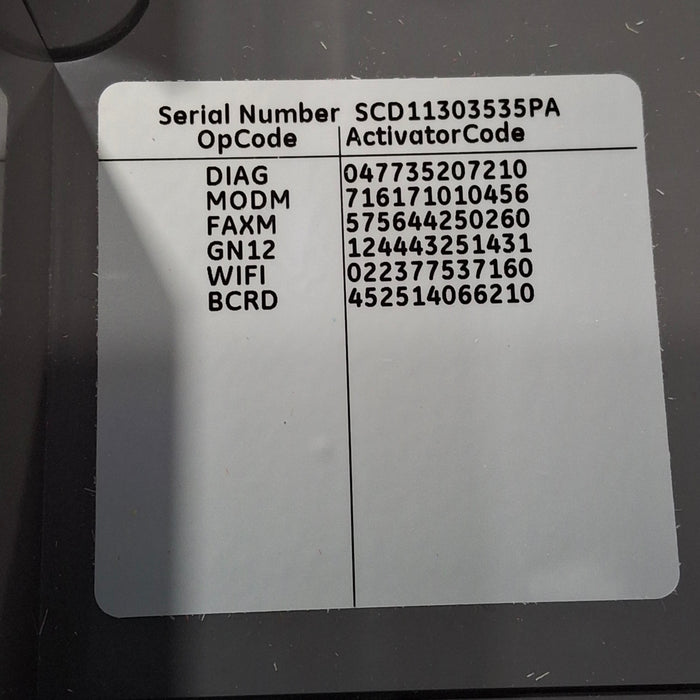 Serial Number SCD11303535PA
OpCode ActivatorCode
DIAG 047735207210
MODM 716171010456
FAXM 575644250260
GN12 124443251431
WIFI 022377537160
BCRD 452514066210